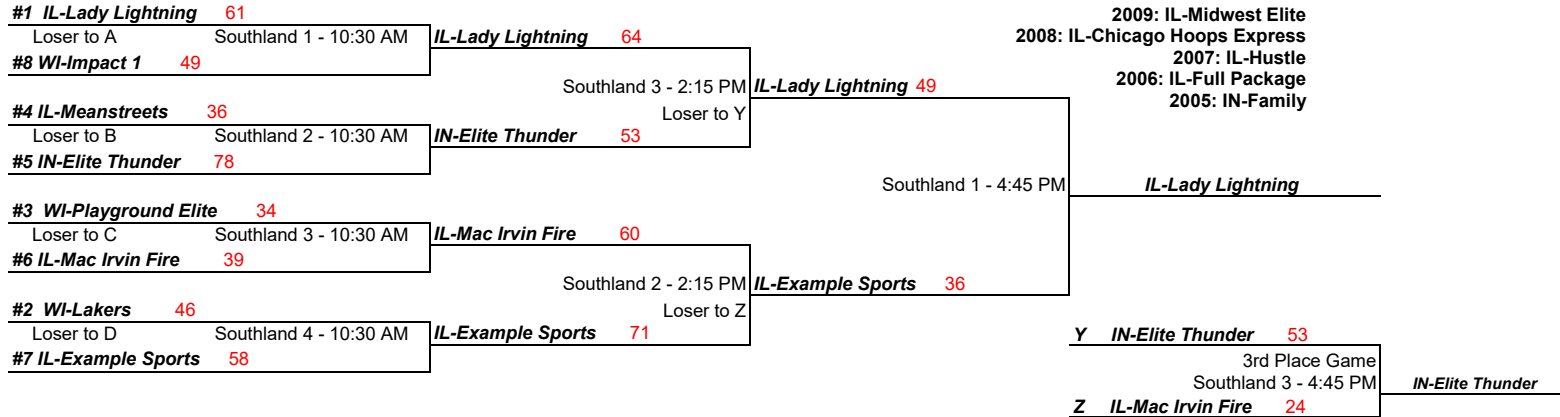 #1 IL-Lady Lightning 61
Loser to A Southland 1 - 10:30 AM
#8 WI-Impact 1 49
IL-Lady Lightning 64
#4 IL-Meanstreets 36
Loser to B Southland 2 - 10:30 AM
#5 IN-Elite Thunder 78
IN-Elite Thunder 53
Southland 3 - 2:15 PM
Loser to Y
IL-Lady Lightning 49
#3 WI-Playground Elite 34
Loser to C Southland 3 - 10:30 AM
#6 IL-Mac Irvin Fire 39
IL-Mac Irvin Fire 60
#2 WI-Lakers 46
Loser to D Southland 4 - 10:30 AM
#7 IL-Example Sports 58
IL-Example Sports 71
Southland 2 - 2:15 PM
Loser to Z
IL-Example Sports 36
Southland 1 - 4:45 PM
IL-Lady Lightning
2009: IL-Midwest Elite
2008: IL-Chicago Hoops Express
2007: IL-Hustle
2006: IL-Full Package
2005: IN-Family
Y IN-Elite Thunder 53
3rd Place Game
Southland 3 - 4:45 PM
Z IL-Mac Irvin Fire 24
IN-Elite Thunder